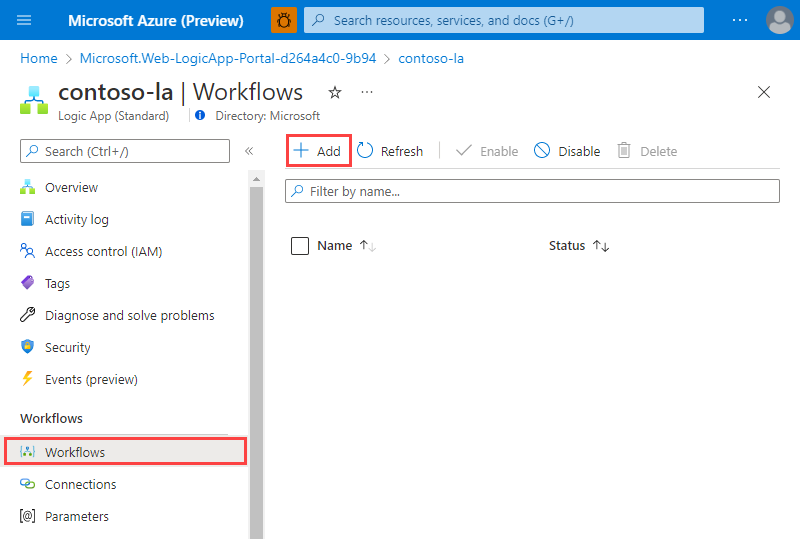 Microsoft Azure (Preview)
Search resources, services, and docs (G+/)
...
Home > Microsoft.Web-LogicApp-Portal-d264a4c0-9b94 > contoso-la
contoso-la | Workflows
...
Logic App (Standard)
Directory: Microsoft
Search (Ctrl+/)
«
Overview
Activity log
Access control (IAM)
Tags
Diagnose and solve problems
Security
Events (preview)
Workflows
Workflows
Connections
Parameters
+ Add
Refresh
Enable
Disable
Delete
Filter by name...
Name ↑↓
Status ↑↓